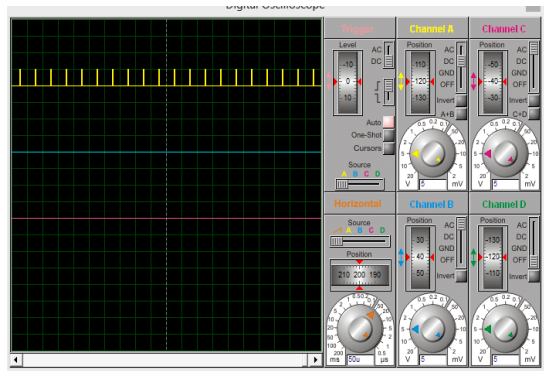 Digital Oscilloscope
Trigger
Level
-10
0
10
AC
DC
Auto
One-Shot
Cursors
Source
A B C D
Channel A
Position
110
120
130
AC
DC
GND
OFF
Invert
A+B
V 5 mV
Channel C
Position
-50
-40
-30
AC
DC
GND
OFF
Invert
C+D
V 5 mV
Horizontal
Source
A B C D
Position
210 200 190
ms 50u µs
Channel B
Position
30
40
50
AC
DC
GND
OFF
Invert
V 5 mV
Channel D
Position
-130
-120
-110
AC
DC
GND
OFF
Invert
V 5 mV